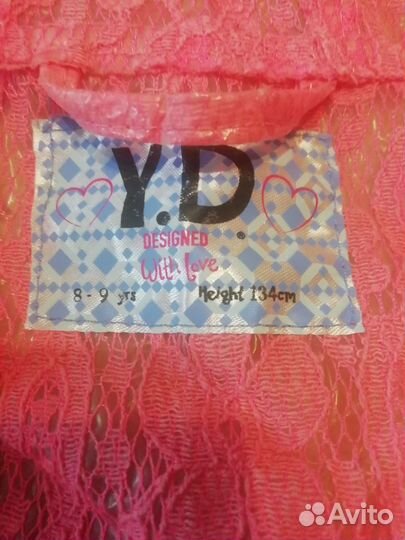 Y.D.
DESIGNED
With Love
8 - 9 yrs Height 134cm
Avito